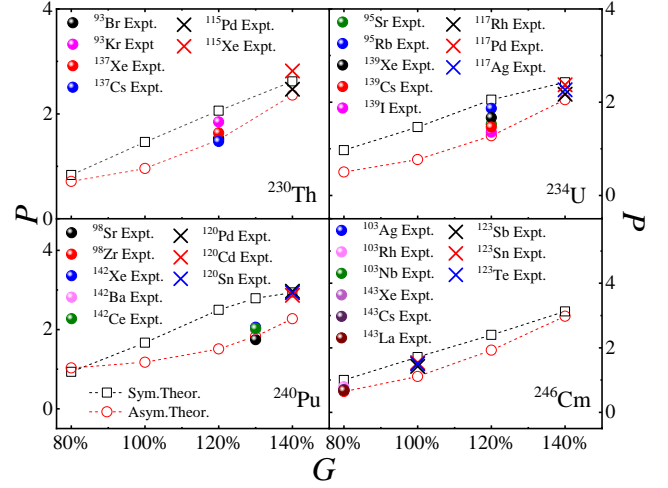 ⁹³Br Expt.
⁹³Kr Expt
¹³⁷Xe Expt.
¹³⁷Cs Expt.
¹¹⁵Pd Expt.
¹¹⁵Xe Expt.
²³⁰Th
4
2
0
⁹⁵Sr Expt.
⁹⁵Rb Expt.
¹³⁹Xe Expt.
¹³⁹Cs Expt.
¹³⁹I Expt.
¹¹⁷Rh Expt.
¹¹⁷Pd Expt.
¹¹⁷Ag Expt.
²³⁴U
4
2
0
P
P
⁹⁸Sr Expt.
⁹⁸Zr Expt.
¹⁴²Xe Expt.
¹⁴²Ba Expt.
¹⁴²Ce Expt.
¹²⁰Pd Expt.
¹²⁰Cd Expt.
¹²⁰Sn Expt.
Sym.Theor.
Asym.Theor.
²⁴⁰Pu
4
2
0
¹⁰³Ag Expt.
¹⁰³Rh Expt.
¹⁰³Nb Expt.
¹⁴³Xe Expt.
¹⁴³Cs Expt.
¹⁴³La Expt.
¹²³Sb Expt.
¹²³Sn Expt.
¹²³Te Expt.
²⁴⁶Cm
4
2
0
80% 100% 120% 140%
80% 100% 120% 140%
G